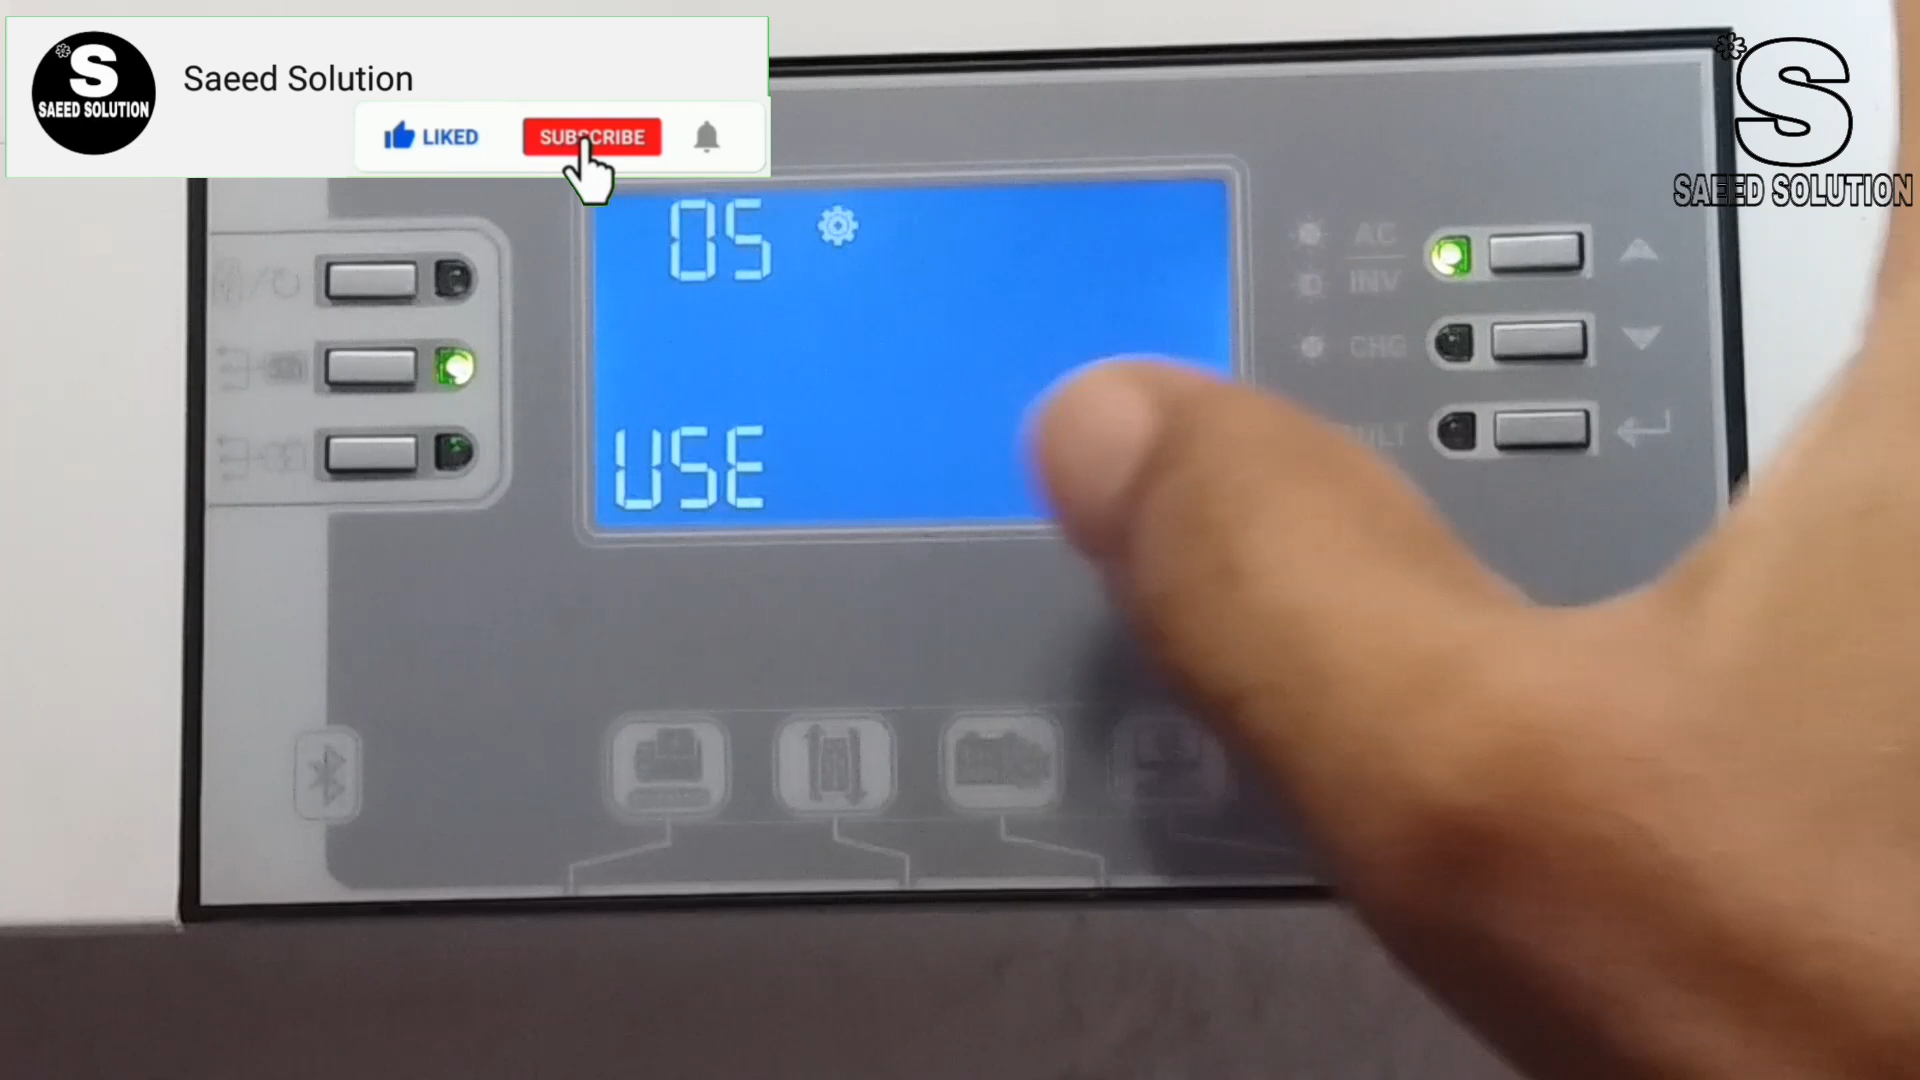 S
SAEED SOLUTION
Saeed Solution
LIKED
SUBSCRIBE
S
SAEED SOLUTION
05
USE
AC
INV
CHG